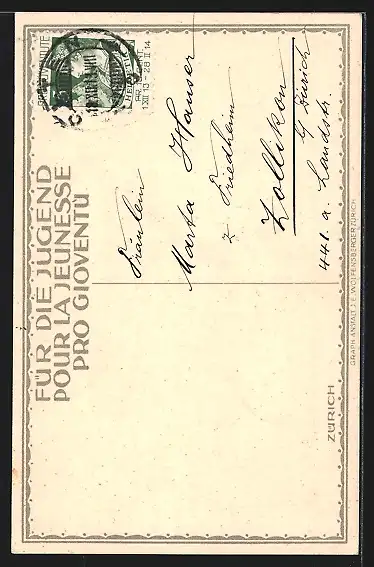 FÜR DIE JUGEND
POUR LA JEUNESSE
PRO GIOVENTÙ
1 XII 13 - 28 II 14
Fräulein
Marta Hauser
z Friedheim
Zollikon
b Zürich
441. a. Landstr.
ZÜRICH
GRAPH. ANSTALT J. E. WOLFENSBERGER ZÜRICH